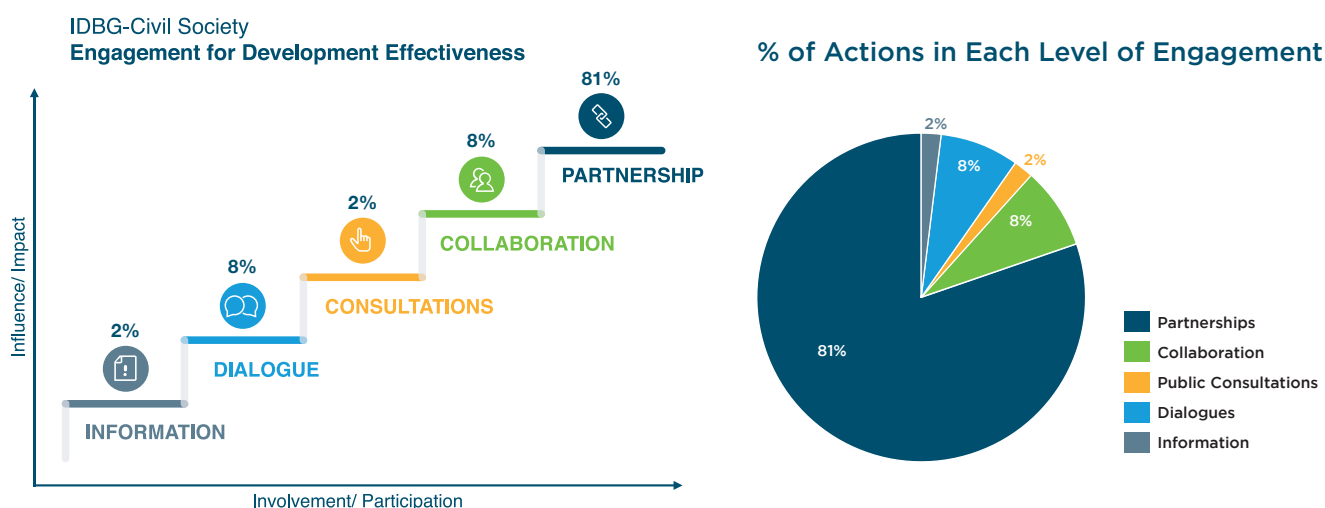 IDBG-Civil Society
Engagement for Development Effectiveness
81%
8%
PARTNERSHIP
2%
COLLABORATION
8%
CONSULTATIONS
2%
DIALOGUE
INFORMATION
Influence/ Impact
Involvement/ Participation
% of Actions in Each Level of Engagement
2%
8%
2%
8%
81%
Partnerships
Collaboration
Public Consultations
Dialogues
Information